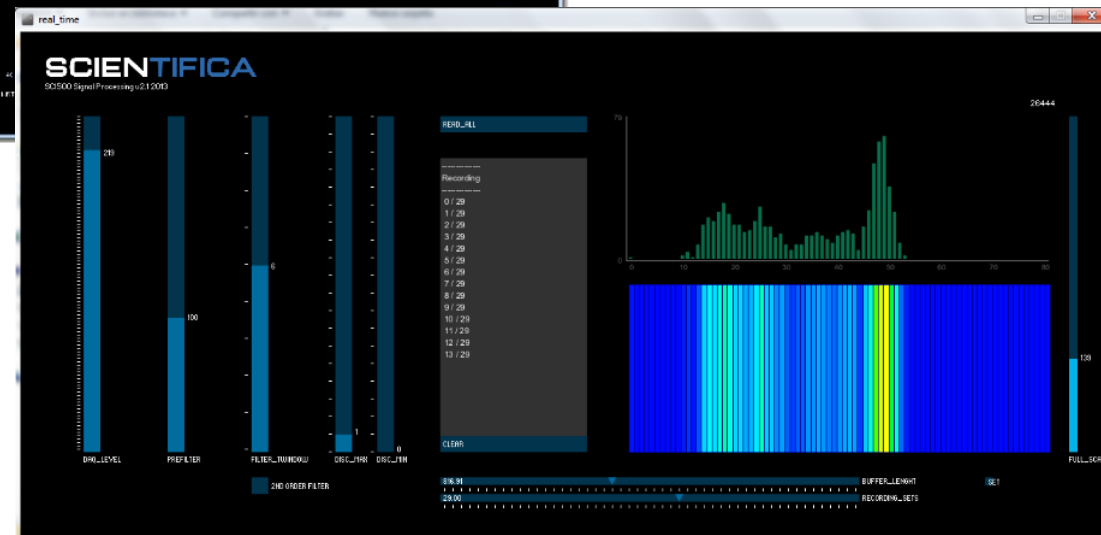 real_time
SCIENTIFICA
SCI500 Signal Processing v2.1 2013
26444
READ_ALL
79
219
-------------
Recording
-------------
0 / 29
1 / 29
2 / 29
3 / 29
4 / 29
5 / 29
6 / 29
7 / 29
8 / 29
9 / 29
10 / 29
11 / 29
12 / 29
13 / 29
0
0 10 20 30 40 50 60 70 80
6
100
139
1
0
CLEAR
DAQ_LEVEL PREFILTER FILTER_TWINDOW DISC_MAX DISC_MIN
FULL_SCA
2ND ORDER FILTER
816.91 BUFFER_LENGHT SET
29.00 RECORDING_SETS